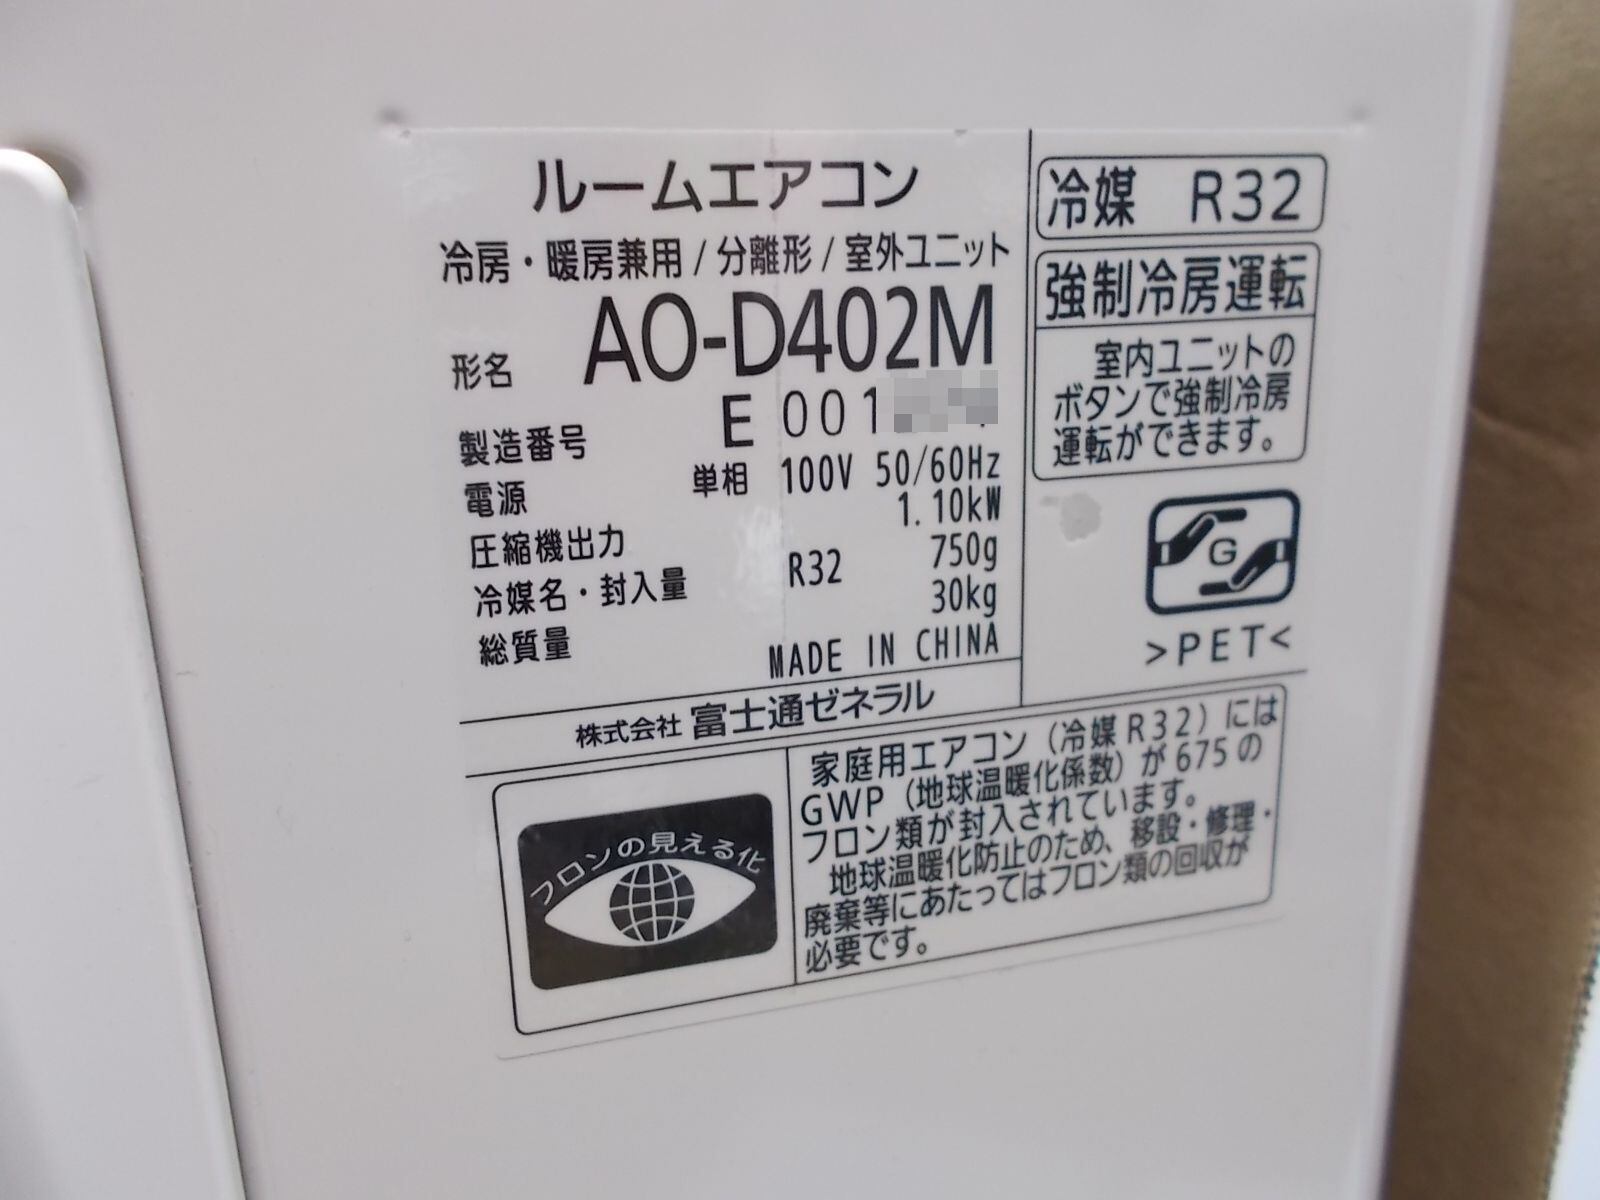 ルームエアコン
冷房・暖房兼用/分離形/室外ユニット
形名 AO-D402M
製造番号 E 001
電源 単相 100V 50/60Hz
圧縮機出力 1.10kW
冷媒名・封入量 R32 750g
総質量 30kg
MADE IN CHINA
株式会社 富士通ゼネラル
冷媒 R32
強制冷房運転
室内ユニットの
ボタンで強制冷房
運転ができます。
G
>PET<
フロンの見える化
家庭用エアコン(冷媒R32)には
GWP(地球温暖化係数)が675の
フロン類が封入されています。
地球温暖化防止のため、移設・修理・
廃棄等にあたってはフロン類の回収が
必要です。